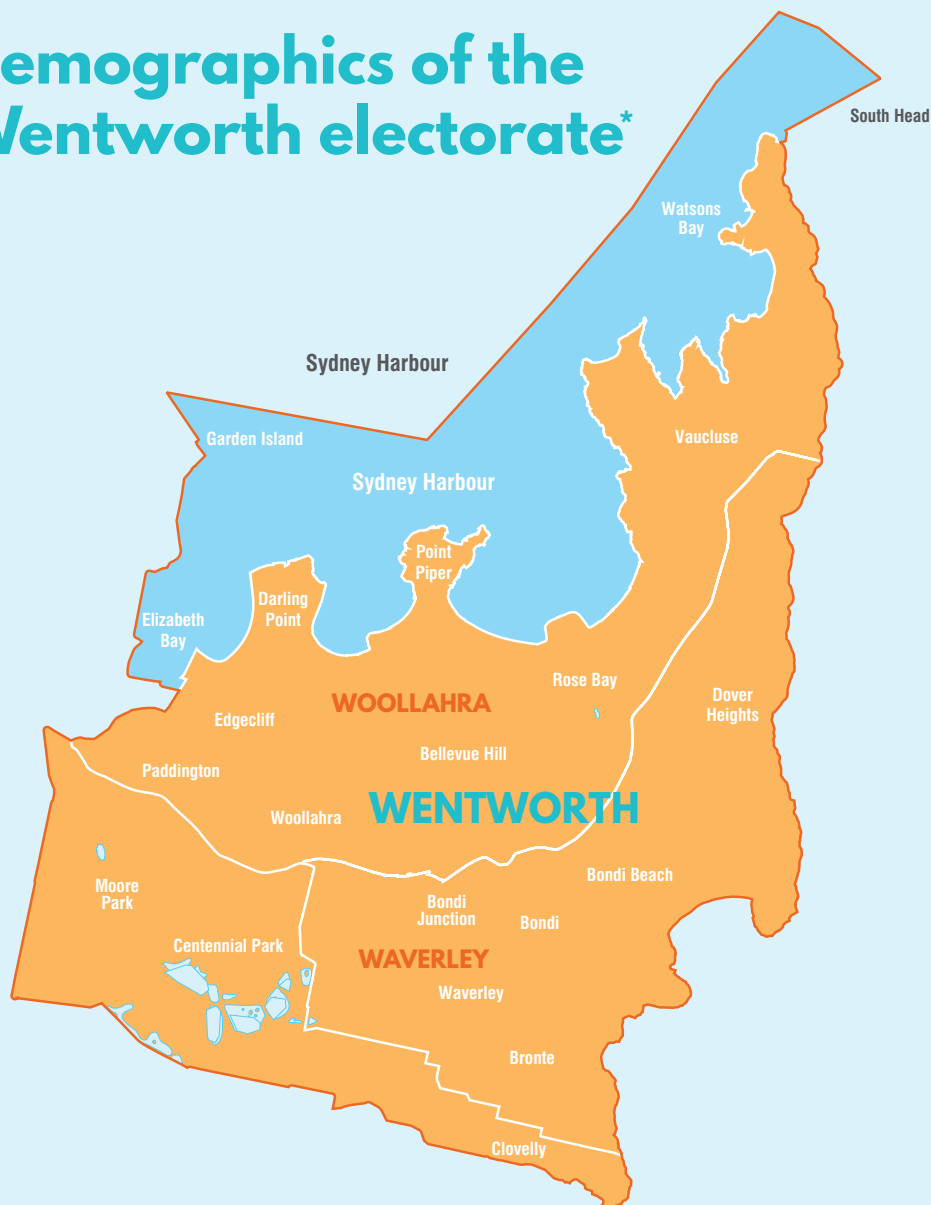 emographics of the
Wentworth electorate*
South Head
Watsons
Bay
Sydney Harbour
Garden Island
Vaucluse
Sydney Harbour
Point
Piper
Darling
Point
Elizabeth
Bay
Rose Bay
WOOLLAHRA
Dover
Heights
Edgecliff
Bellevue Hill
Paddington
WENTWORTH
Woollahra
Bondi Beach
Moore
Park
Bondi
Junction
Bondi
Centennial Park
WAVERLEY
Waverley
Bronte
Clovelly